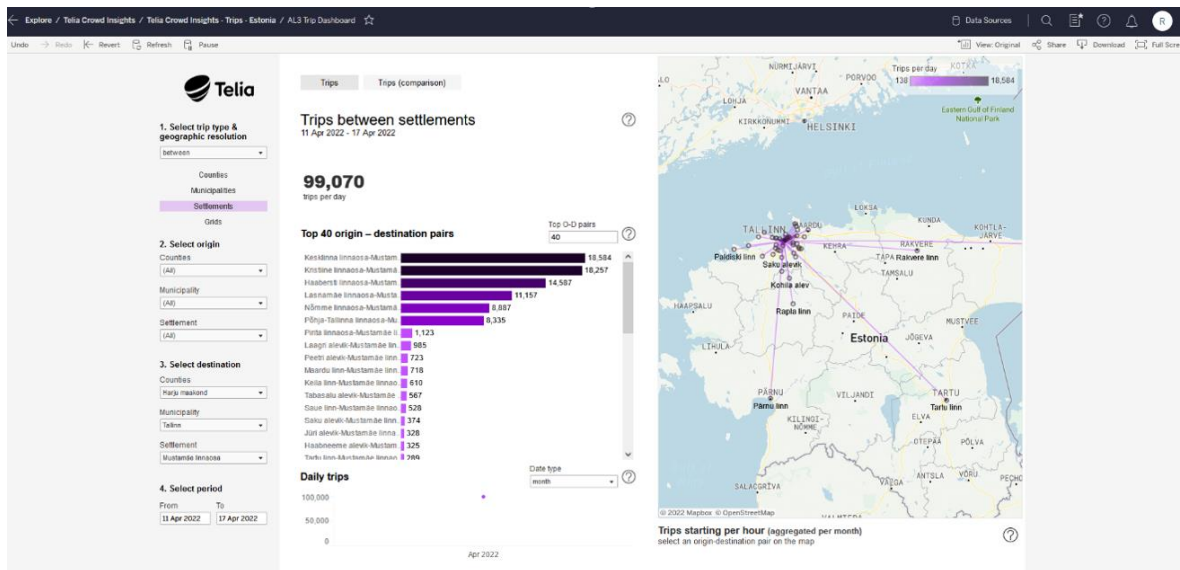 Explore / Telia Crowd Insights / Telia Crowd Insights - Trips - Estonia / AL3 Trip Dashboard
Data Sources
R
Undo Redo Revert Refresh Pause
View: Original Share Download Full Scre
Telia
1. Select trip type &
geographic resolution
between
Counties
Municipalities
Settlements
Grids
2. Select origin
Counties
(All)
Municipality
(All)
Settlement
(All)
3. Select destination
Counties
Harju maakond
Municipality
Tallinn
Settlement
Mustamäe linnaosa
4. Select period
From To
11 Apr 2022 17 Apr 2022
Trips Trips (comparison)
Trips between settlements
11 Apr 2022 - 17 Apr 2022
99,070
trips per day
Top 40 origin – destination pairs
Top O-D pairs
40
Kesklinna linnaosa-Mustam. 18,584
Kristiine linnaosa-Mustamä. 18,257
Haabersti linnaosa-Mustam. 14,587
Lasnamäe linnaosa-Musta. 11,157
Nõmme linnaosa-Mustamä. 8,887
Põhja-Tallinna linnaosa-Mu. 8,335
Pirita linnaosa-Mustamäe li. 1,123
Laagri alevik-Mustamäe lin. 985
Peetri alevik-Mustamäe linn. 723
Maardu linn-Mustamäe linn. 718
Keila linn-Mustamäe linnao. 610
Tabasalu alevik-Mustamäe . 567
Saue linn-Mustamäe linnao. 528
Saku alevik-Mustamäe linn. 374
Jüri alevik-Mustamäe linna. 328
Haabneeme alevik-Mustam. 325
Tartu linn-Mustamäe linnao. 289
Daily trips
Date type
month
100,000
50,000
0
Apr 2022
Trips per day
138 18,584
NURMIJÄRVI
KOTKA
PORVOO
LO
VANTAA
LOHJA
Eastern Gulf of Finland
National Park
KIRKKONUMMI
HELSINKI
LOKSA
TALLINN
MAARDU
KUNDA
KOHTLA-
JÄRVE
KEHRA
RAKVERE
Paldiski linn
Saku alevik
TAPA
Rakvere linn
TAMSALU
Kohila alev
HAAPSALU
Rapla linn
PAIDE
MUSTVEE
Estonia
JÕGEVA
LIHULA
PÄRNU
Pärnu linn
VILJANDI
TARTU
Tartu linn
ELVA
KILINGI-
NÕMME
OTEPÄÄ
PÕLVA
ANTSLA
VÕRU
PECHO
SALACGRĪVA
VALGA
VALMIERA
© 2022 Mapbox © OpenStreetMap
Trips starting per hour (aggregated per month)
select an origin-destination pair on the map